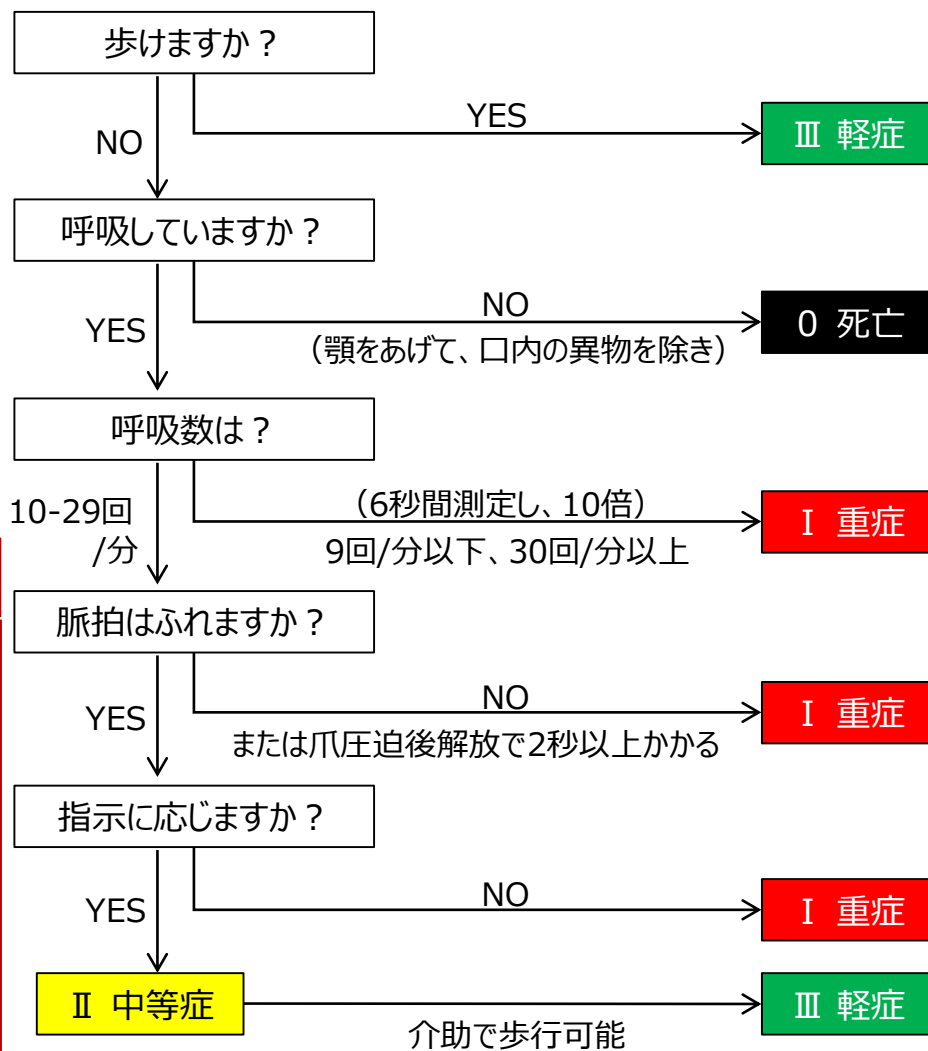 歩けますか？
YES
NO
Ⅲ 軽症
呼吸していますか？
NO
YES
（顎をあげて、口内の異物を除き）
0 死亡
呼吸数は？
10-29回
/分
（6秒間測定し、10倍）
9回/分以下、30回/分以上
Ⅰ 重症
脈拍はふれますか？
NO
YES
または爪圧迫後解放で2秒以上かかる
Ⅰ 重症
指示に応じますか？
NO
YES
Ⅰ 重症
Ⅱ 中等症
介助で歩行可能
Ⅲ 軽症